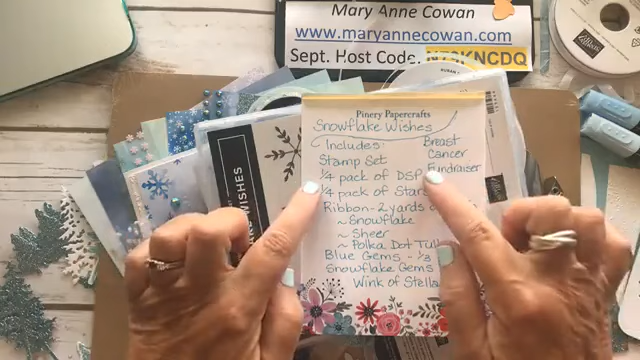 Mary Anne Cowan
www.maryannecowan.com
Sept. Host Code.
Pinery Papercrafts
Snowflake Wishes
Includes:
Stamp Set
1/4 pack of DSP
1/4 pack of
Ribbon - 2 yards
~ Snowflake
~ Sheer
~ Polka Dot
Blue Gems - 1/3
Snowflake Gems
Wink of Stella
Breast
Cancer
Fundraiser
WISHES